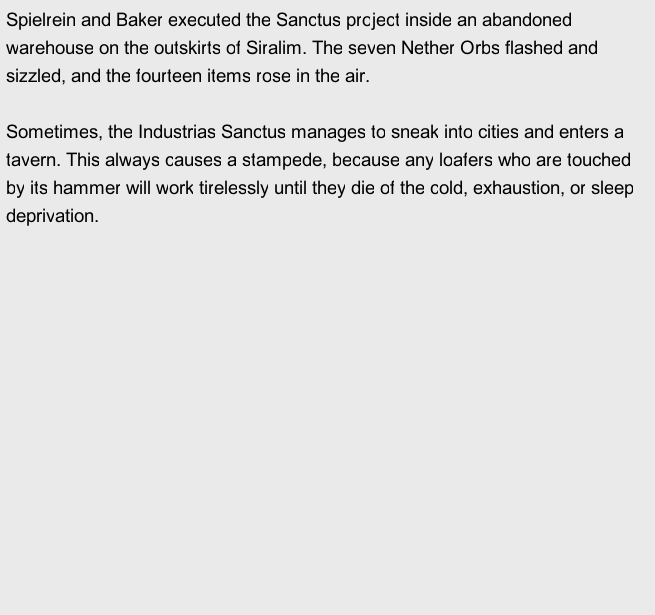 Spielrein and Baker executed the Sanctus project inside an abandoned
warehouse on the outskirts of Siralim. The seven Nether Orbs flashed and
sizzled, and the fourteen items rose in the air.

Sometimes, the Industrias Sanctus manages to sneak into cities and enters a
tavern. This always causes a stampede, because any loafers who are touched
by its hammer will work tirelessly until they die of the cold, exhaustion, or sleep
deprivation.